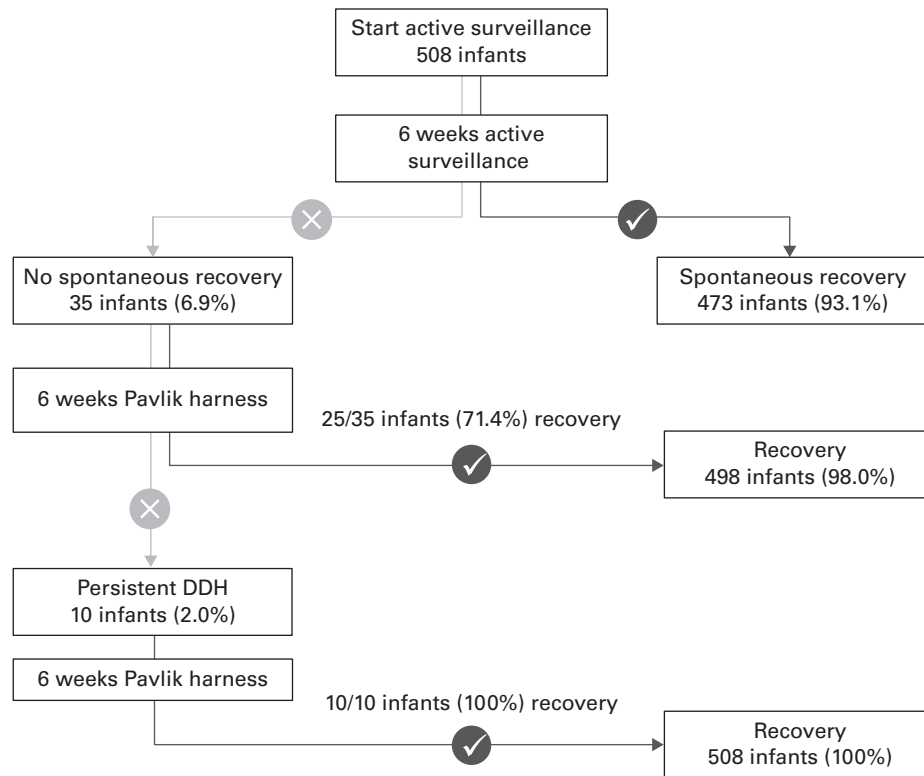 Start active surveillance
508 infants
6 weeks active
surveillance
No spontaneous recovery
35 infants (6.9%)
Spontaneous recovery
473 infants (93.1%)
6 weeks Pavlik harness
25/35 infants (71.4%) recovery
Recovery
498 infants (98.0%)
Persistent DDH
10 infants (2.0%)
6 weeks Pavlik harness
10/10 infants (100%) recovery
Recovery
508 infants (100%)